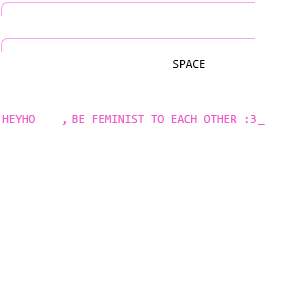 SPACE
HEYHO    , BE FEMINIST TO EACH OTHER :3_